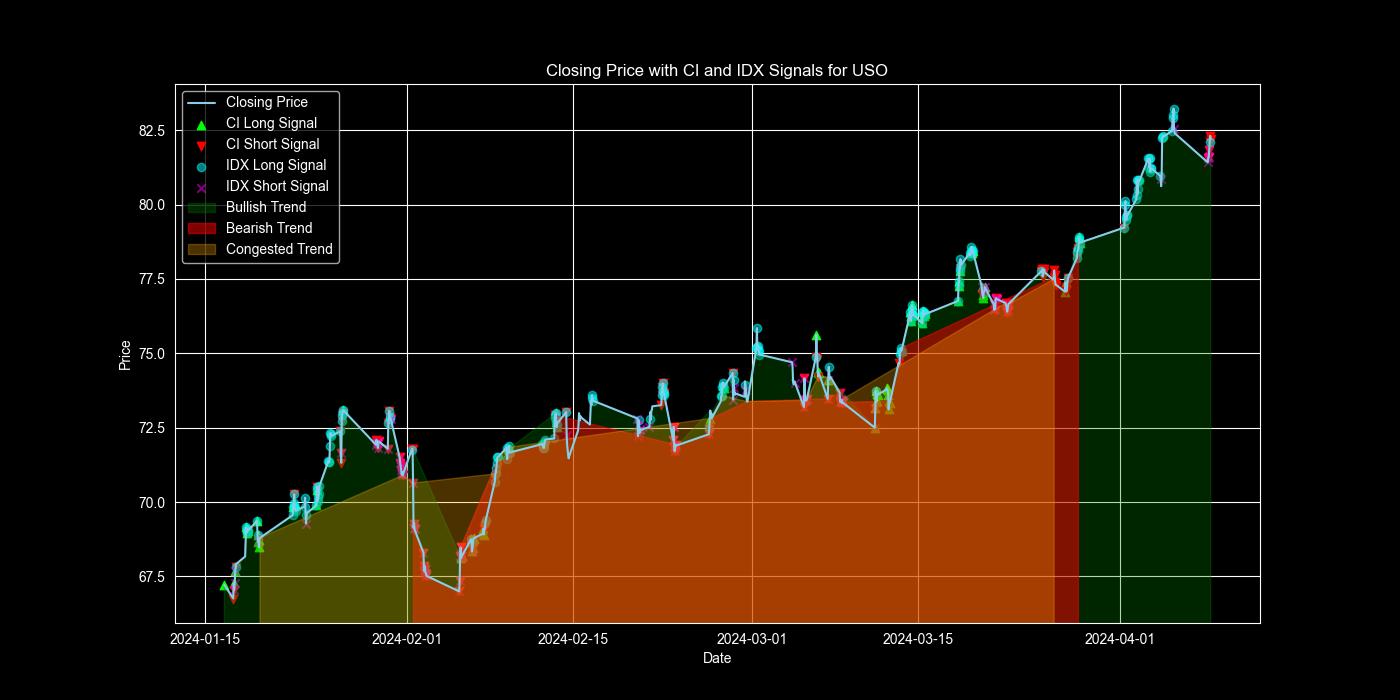 Closing Price with CI and IDX Signals for USO
Closing Price
CI Long Signal
CI Short Signal
IDX Long Signal
IDX Short Signal
Bullish Trend
Bearish Trend
Congested Trend
82.5
80.0
77.5
75.0
72.5
70.0
67.5
Price
2024-01-15 2024-02-01 2024-02-15 2024-03-01 2024-03-15 2024-04-01
Date